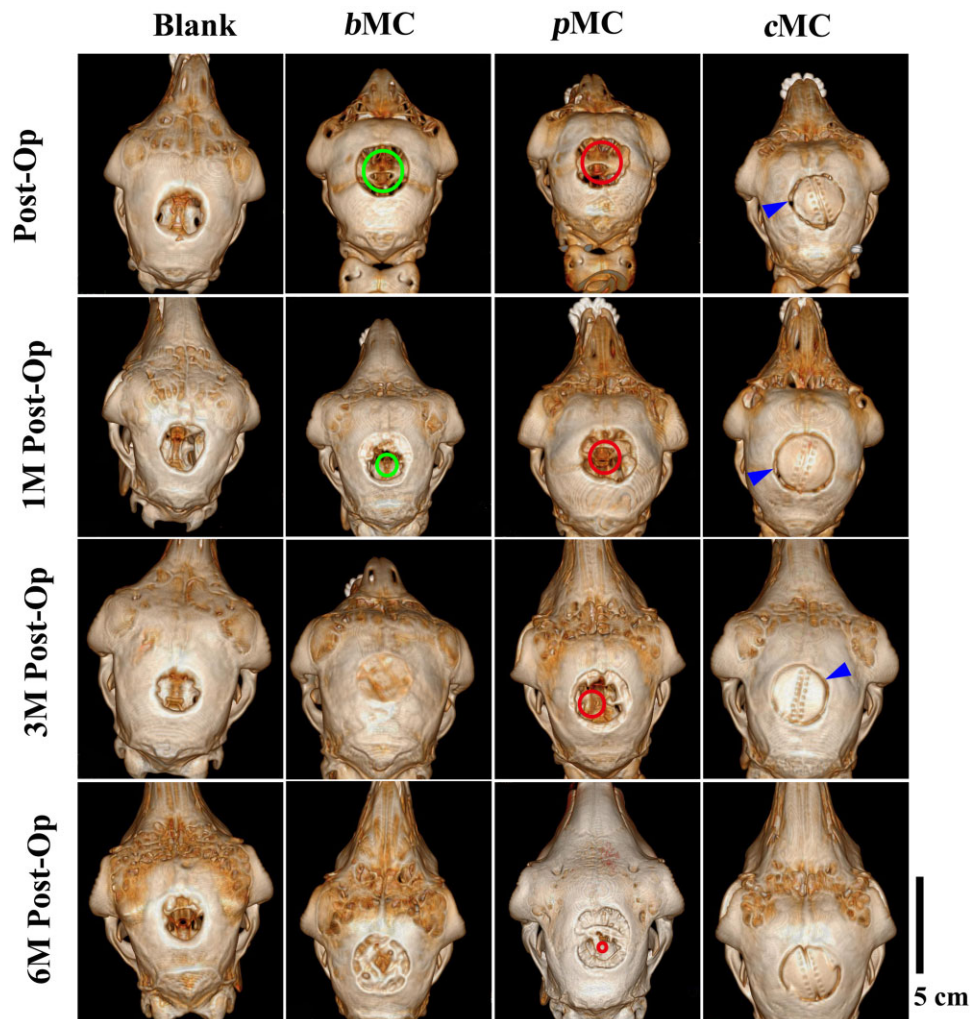 Blank bMC pMC cMC
Post-Op
1M Post-Op
3M Post-Op
6M Post-Op
5 cm